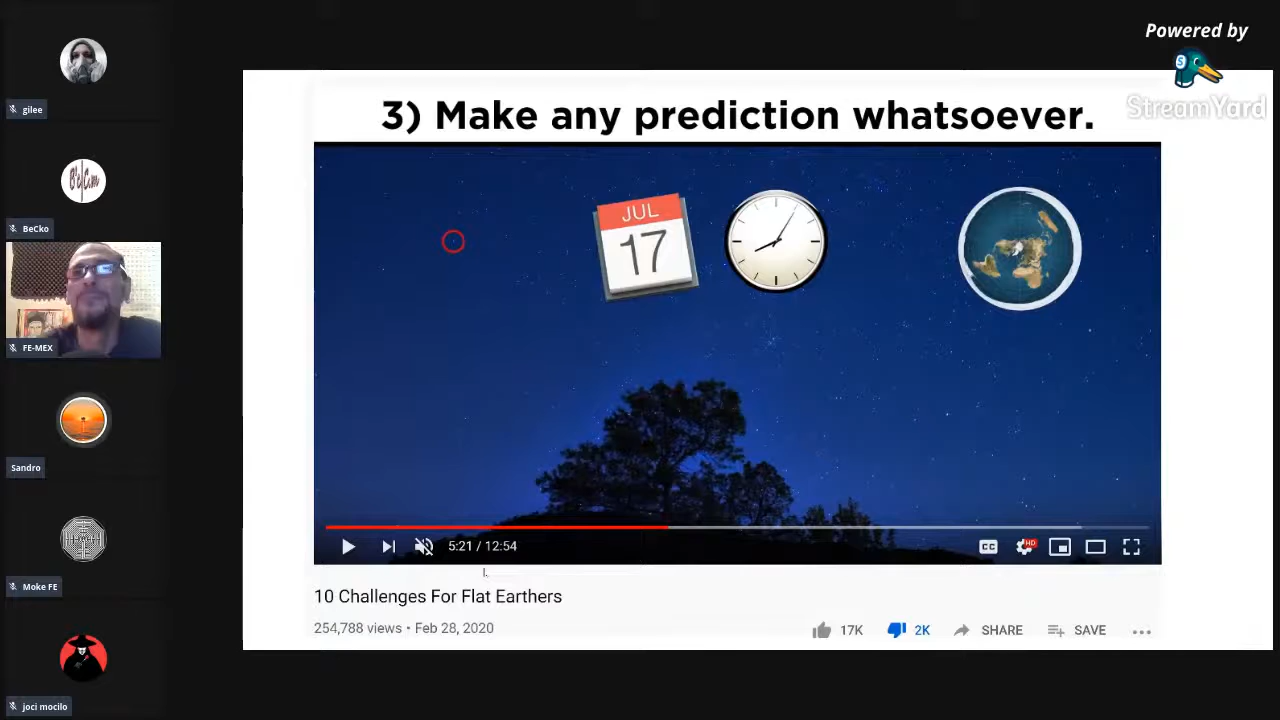 Powered by
StreamYard
gilee
BeCko
FE-MEX
Sandro
Moke FE
joci mocilo
3) Make any prediction whatsoever.
JUL
17
5:21 / 12:54
CC
HD
10 Challenges For Flat Earthers
254,788 views • Feb 28, 2020
17K
2K
SHARE
SAVE